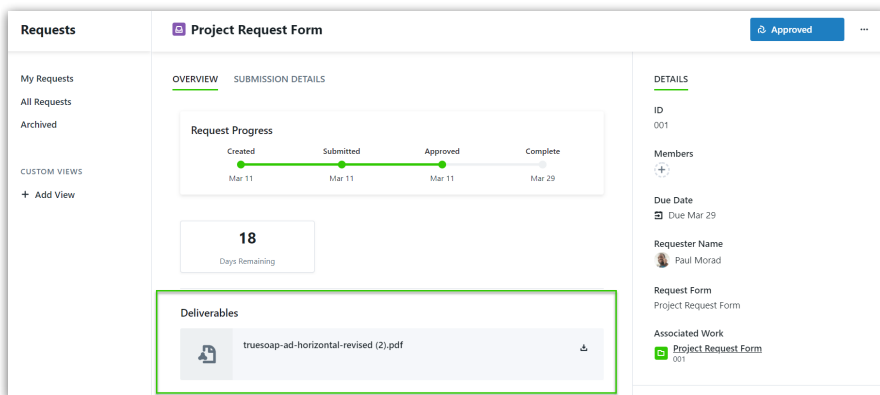 Requests
Project Request Form
Approved
My Requests
All Requests
Archived
CUSTOM VIEWS
+ Add View
OVERVIEW SUBMISSION DETAILS
Request Progress
Created Submitted Approved Complete
Mar 11 Mar 11 Mar 11 Mar 29
18
Days Remaining
Deliverables
truesoap-ad-horizontal-revised (2).pdf
DETAILS
ID
001
Members
Due Date
Due Mar 29
Requester Name
Paul Morad
Request Form
Project Request Form
Associated Work
Project Request Form
001